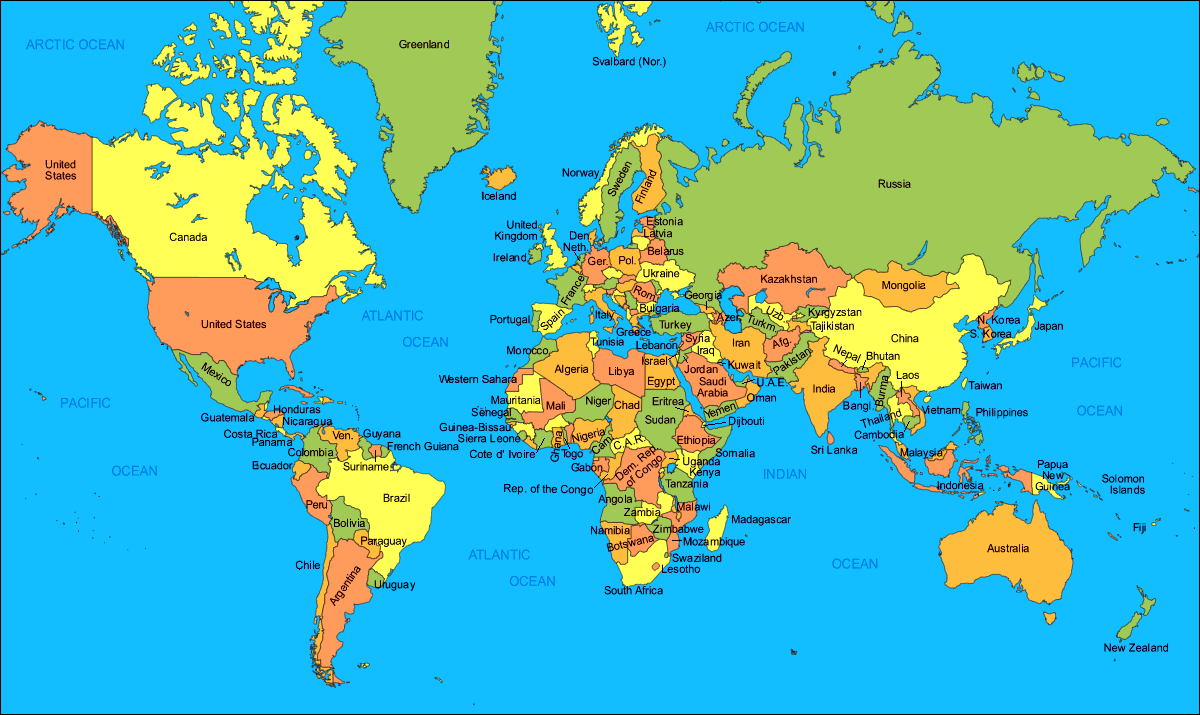 ARCTIC OCEAN
Greenland
Svalbard (Nor.)
ARCTIC OCEAN
United
States
Canada
United States
Mexico
Iceland
Norway
Sweden
Finland
Russia
United
Kingdom
Ireland
Den.
Neth.
Estonia
Latvia
Belarus
Ger.
Pol.
Ukraine
France
Rom.
Bulgaria
Portugal
Spain
Italy
Greece
Georgia
Azer.
Turkey
Kazakhstan
Mongolia
Uzb.
Turkm.
Kyrgyzstan
Tajikistan
China
N. Korea
S. Korea
Japan
ATLANTIC
OCEAN
PACIFIC
OCEAN
PACIFIC
OCEAN
Morocco
Tunisia
Lebanon
Syria
Iraq
Iran
Afg.
Pakistan
Nepal
Bhutan
Israel
Jordan
Kuwait
Western Sahara
Algeria
Libya
Egypt
Saudi
Arabia
U.A.E.
Oman
India
Bangl.
Burma
Laos
Taiwan
Thailand
Vietnam
Cambodia
Philippines
Mauritania
Mali
Niger
Chad
Sudan
Eritrea
Yemen
Djibouti
Senegal
Guinea-Bissau
Sierra Leone
Cote d' Ivoire
Ghana
Togo
Nigeria
Cam.
C.A.R.
Ethiopia
Somalia
Sri Lanka
Malaysia
Indonesia
Papua
New
Guinea
Solomon
Islands
Fiji
INDIAN
OCEAN
Guatemala
Honduras
Nicaragua
Costa Rica
Panama
Ven.
Guyana
French Guiana
Suriname
Colombia
Ecuador
Peru
Brazil
Bolivia
Paraguay
Chile
Argentina
Uruguay
ATLANTIC
OCEAN
Gabon
Rep. of the Congo
Dem. Rep.
of Congo
Uganda
Kenya
Tanzania
Angola
Zambia
Malawi
Namibia
Botswana
Zimbabwe
Mozambique
Madagascar
Swaziland
Lesotho
South Africa
Australia
New Zealand